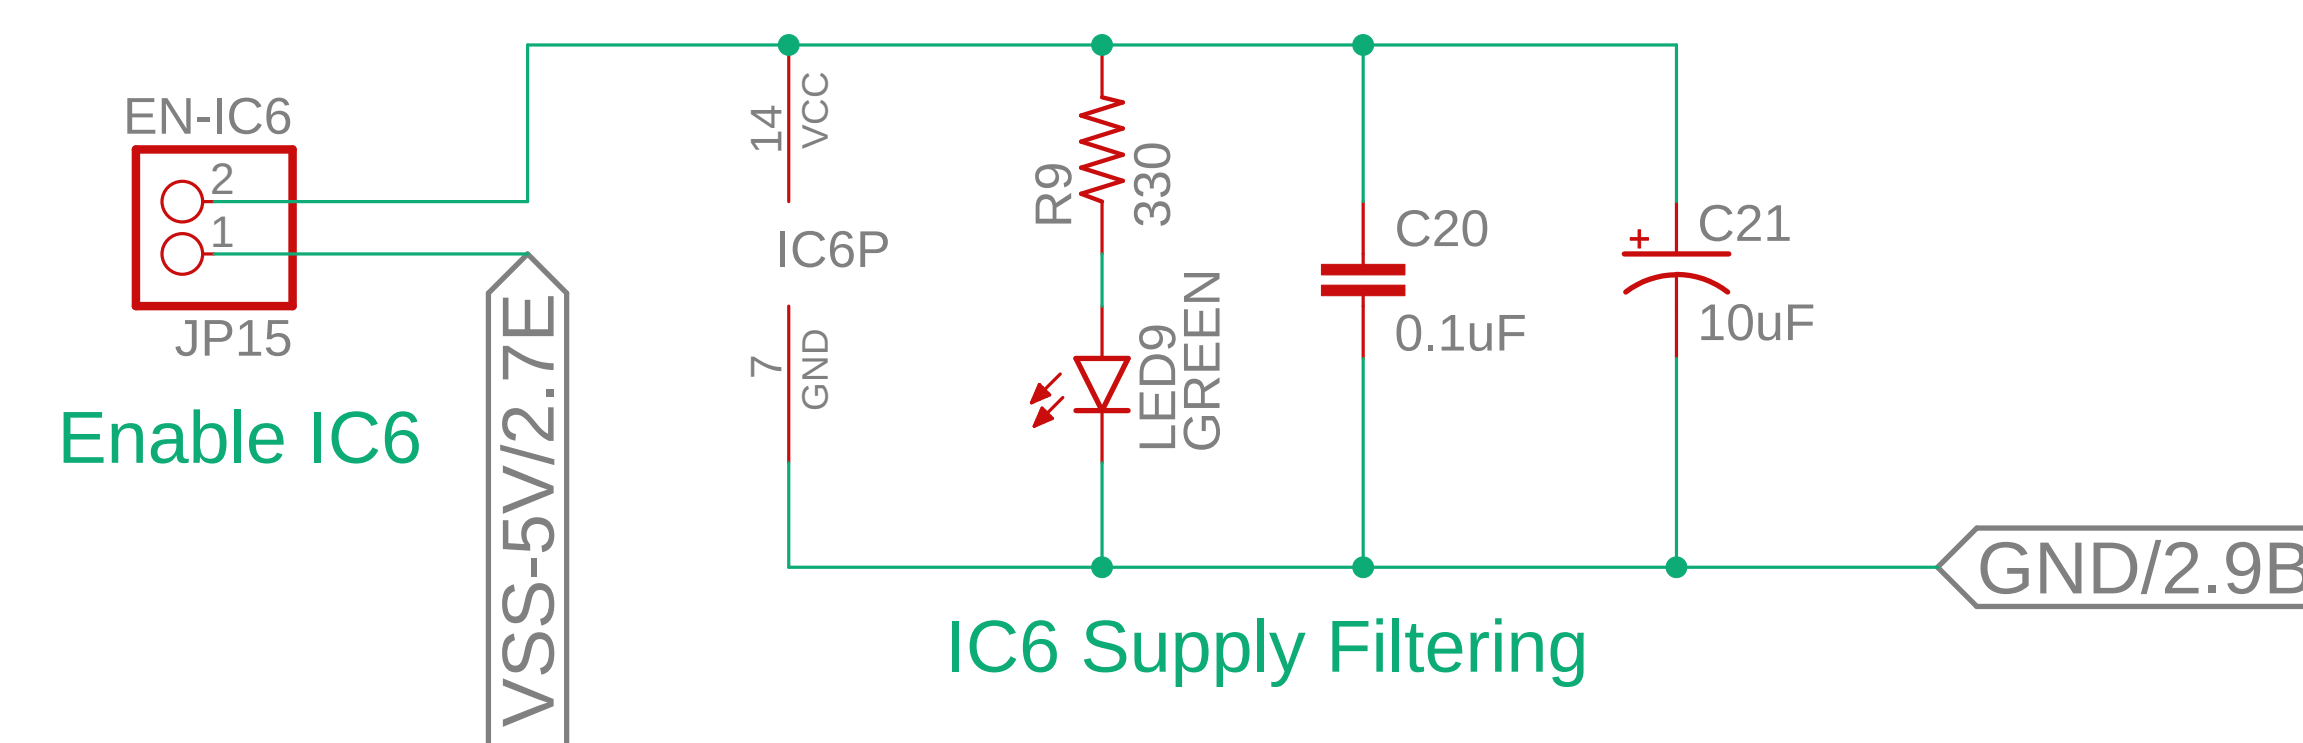 EN-IC6
2
1
JP15
Enable IC6
VSS-5V/2.7E
14
VCC
IC6P
7
GND
R9
330
LED9
GREEN
C20
0.1uF
+
C21
10uF
GND/2.9B
IC6 Supply Filtering